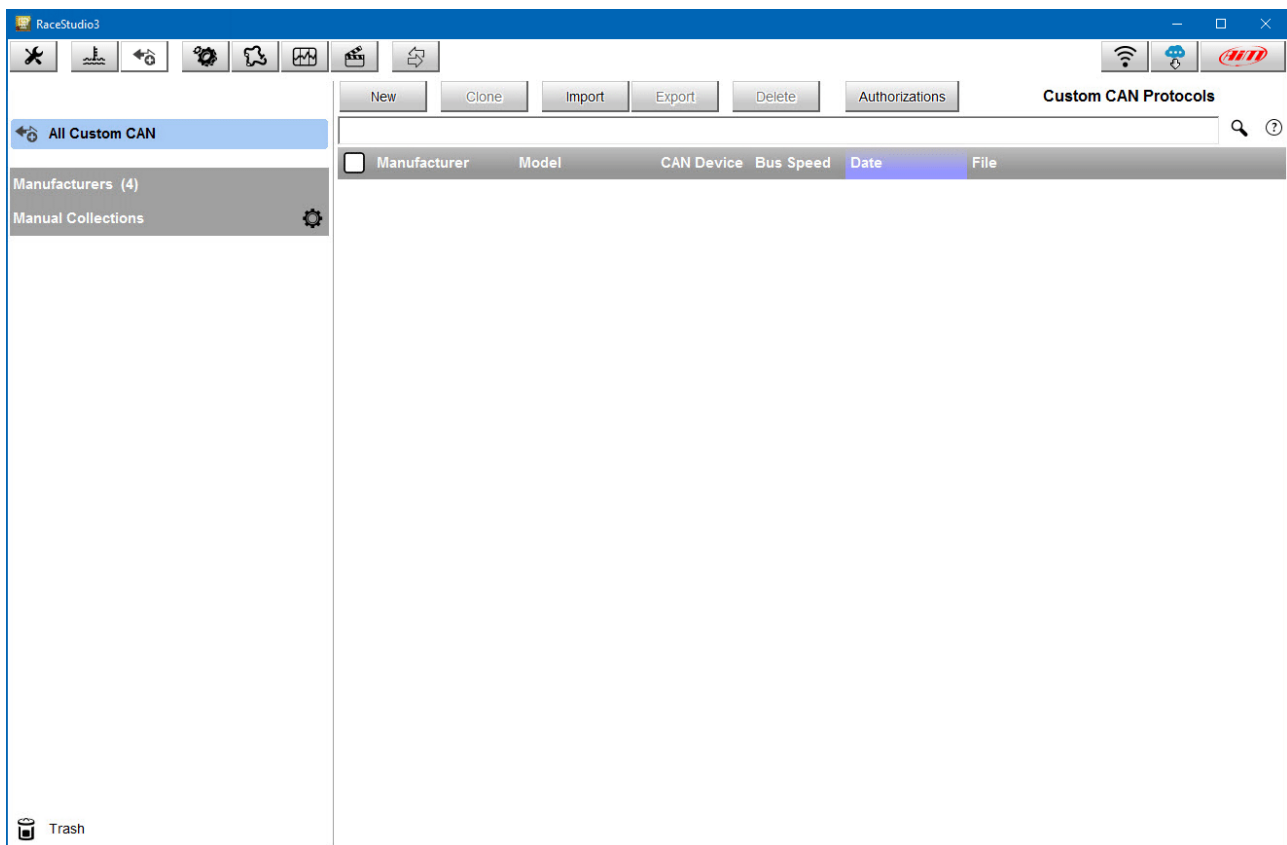 RaceStudio3
AiM
New Clone Import Export Delete Authorizations Custom CAN Protocols
All Custom CAN
Manufacturer Model CAN Device Bus Speed Date File
Manufacturers (4)
Manual Collections
Trash